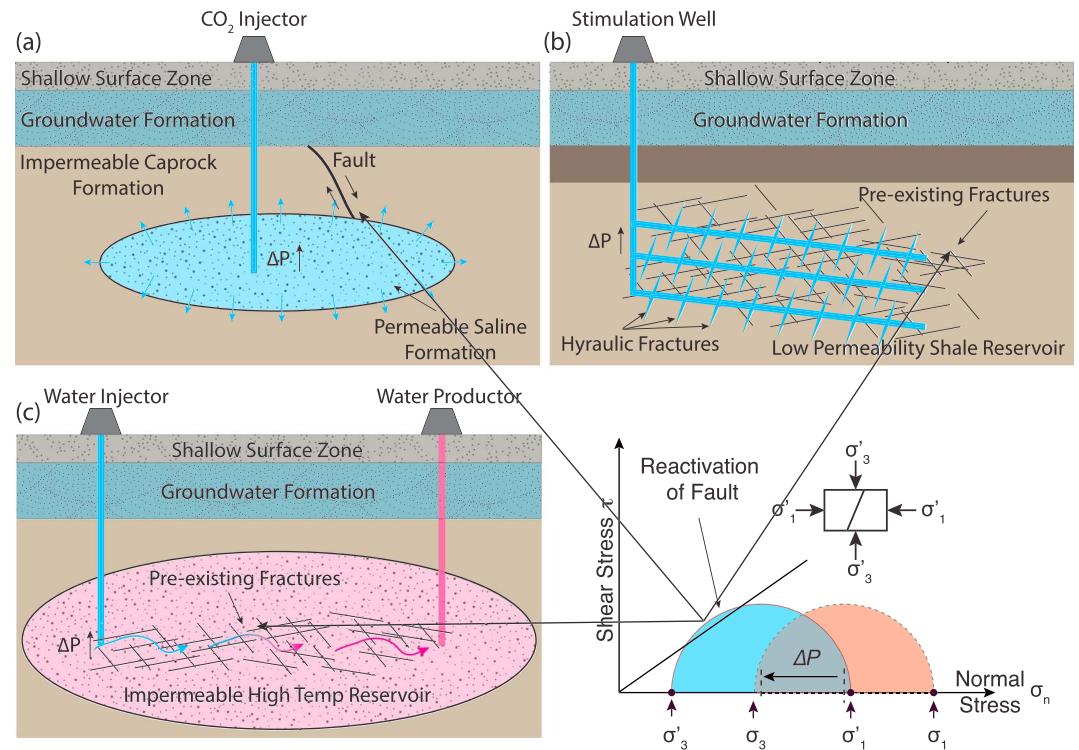 (a)
CO₂ Injector
Shallow Surface Zone
Groundwater Formation
Impermeable Caprock
Formation
Fault
ΔP
Permeable Saline
Formation
(b)
Stimulation Well
Shallow Surface Zone
Groundwater Formation
Pre-existing Fractures
ΔP
Hyraulic Fractures
Low Permeability Shale Reservoir
(c)
Water Injector
Water Productor
Shallow Surface Zone
Groundwater Formation
Pre-existing Fractures
ΔP
Impermeable High Temp Reservoir
Shear Stress τ
Reactivation
of Fault
σ'₃
σ'₁
σ'₁
σ'₃
ΔP
Normal
Stress
σₙ
σ'₃
σ₃
σ'₁
σ₁